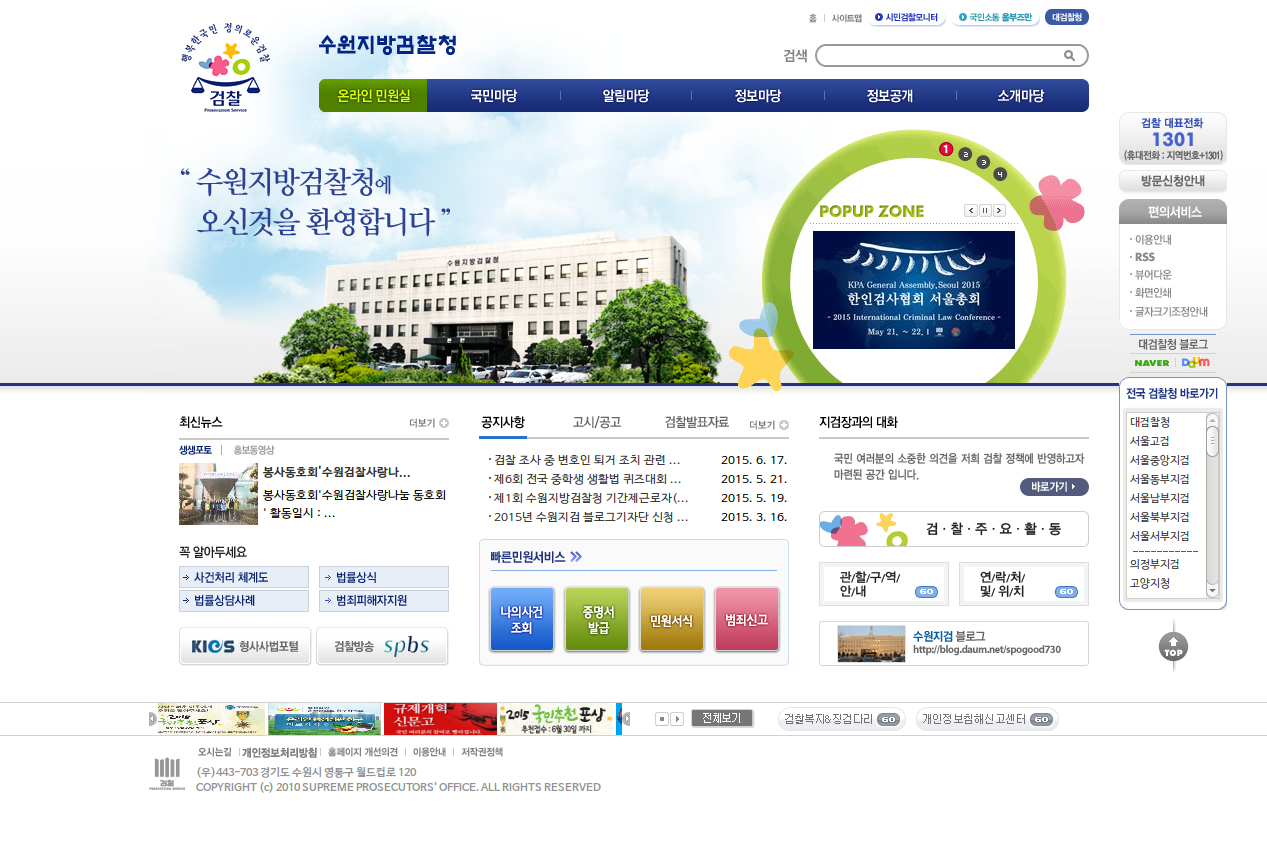 홈
사이트맵
시민검찰모니터
국민소통 옴부즈만
대검찰청
행복한국민 정의로운검찰
검찰
Prosecution Service
수원지방검찰청
검색
온라인 민원실
국민마당
알림마당
정보마당
정보공개
소개마당
“ 수원지방검찰청에
오신것을 환영합니다 ”
수원지방검찰청
1
2
3
4
POPUP ZONE
KPA General Assembly, Seoul 2015
한인검사협회 서울총회
- 2015 International Criminal Law Conference -
May 21. ~ 22.
검찰 대표전화
1301
(휴대전화 : 지역번호+1301)
방문신청안내
편의서비스
· 이용안내
· RSS
· 뷰어다운
· 화면인쇄
· 글자크기조정안내
대검찰청 블로그
NAVER
Daum
전국 검찰청 바로가기
대검찰청
서울고검
서울중앙지검
서울동부지검
서울남부지검
서울북부지검
서울서부지검
-----------
의정부지검
고양지청
TOP
최신뉴스
더보기
생생포토
홍보동영상
봉사동호회'수원검찰사랑나...
봉사동호회'수원검찰사랑나눔 동호회
' 활동일시 : ...
꼭 알아두세요
사건처리 체계도
법률상식
법률상담사례
범죄피해자지원
KICS 형사사법포털
검찰방송 spbs
공지사항
고시/공고
검찰발표자료
더보기
· 검찰 조사 중 변호인 퇴거 조치 관련 ... 2015. 6. 17.
· 제6회 전국 중학생 생활법 퀴즈대회 ... 2015. 5. 21.
· 제1회 수원지방검찰청 기간제근로자(... 2015. 5. 19.
· 2015년 수원지검 블로그기자단 신청 ... 2015. 3. 16.
빠른민원서비스
나의사건
조회
증명서
발급
민원서식
범죄신고
지검장과의 대화
국민 여러분의 소중한 의견을 저희 검찰 정책에 반영하고자
마련된 공간 입니다.
바로가기
검·찰·주·요·활·동
관/할/구/역/
안/내
GO
연/락/처/
및/ 위/치
GO
수원지검 블로그
http://blog.daum.net/spogood730
규제개혁
신문고
2015 국민추천포상
추천접수 : 6월 30일 까지
전체보기
검찰복지&징검다리 GO
개인정보침해신고센터 GO
오시는길
개인정보처리방침
홈페이지 개선의견
이용안내
저작권정책
검찰
PROSECUTION SERVICE
(우)443-703 경기도 수원시 영통구 월드컵로 120
COPYRIGHT (c) 2010 SUPREME PROSECUTORS' OFFICE. ALL RIGHTS RESERVED